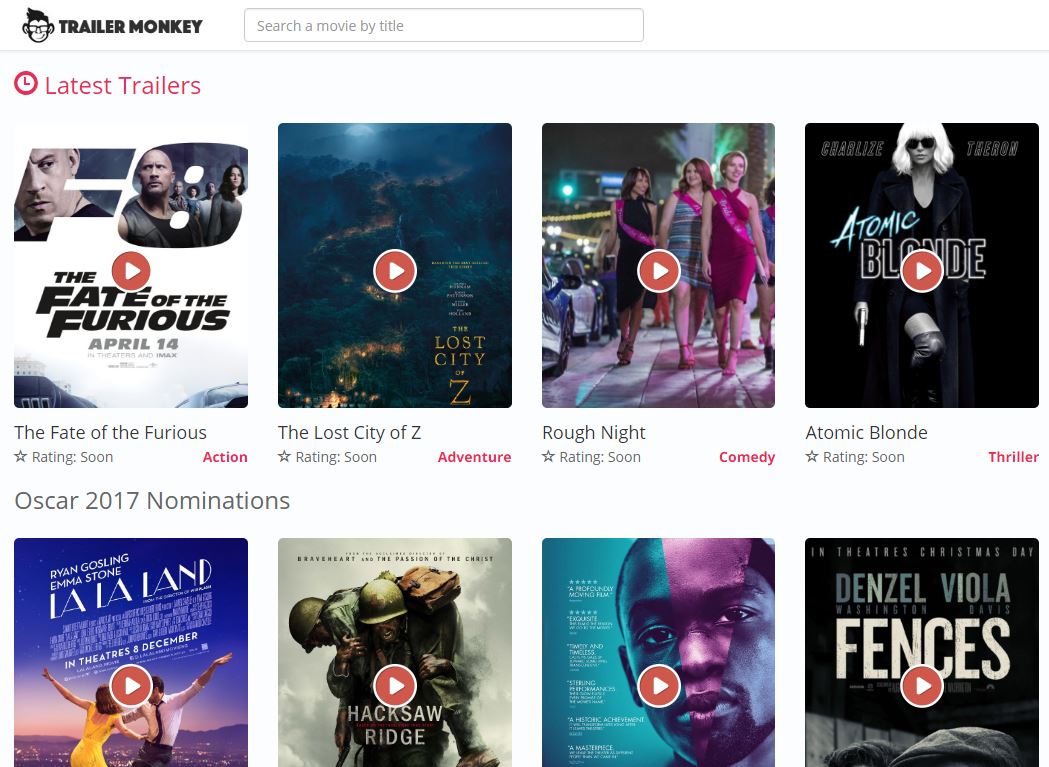 TRAILER MONKEY
Search a movie by title
Latest Trailers
F8
THE
FATE OF THE
FURIOUS
APRIL 14
IN THEATERS AND IMAX
THE
LOST
CITY
OF
Z
CHARLIZE THERON
ATOMIC
BLONDE
The Fate of the Furious
Rating: Soon Action
The Lost City of Z
Rating: Soon Adventure
Rough Night
Rating: Soon Comedy
Atomic Blonde
Rating: Soon Thriller
Oscar 2017 Nominations
RYAN GOSLING
EMMA STONE
LA LA LAND
IN THEATRES 8 DECEMBER
FROM THE ACCLAIMED DIRECTOR OF
BRAVEHEART AND THE PASSION OF THE CHRIST
HACKSAW
RIDGE
"A PROFOUNDLY
MOVING FILM."
"EXQUISITE
"TIMELY AND
TIMELESS.
"STERLING
PERFORMANCES
"A HISTORIC ACHIEVEMENT
"A MASTERPIECE.
IN THEATRES CHRISTMAS DAY
DENZEL VIOLA
WASHINGTON DAVIS
FENCES